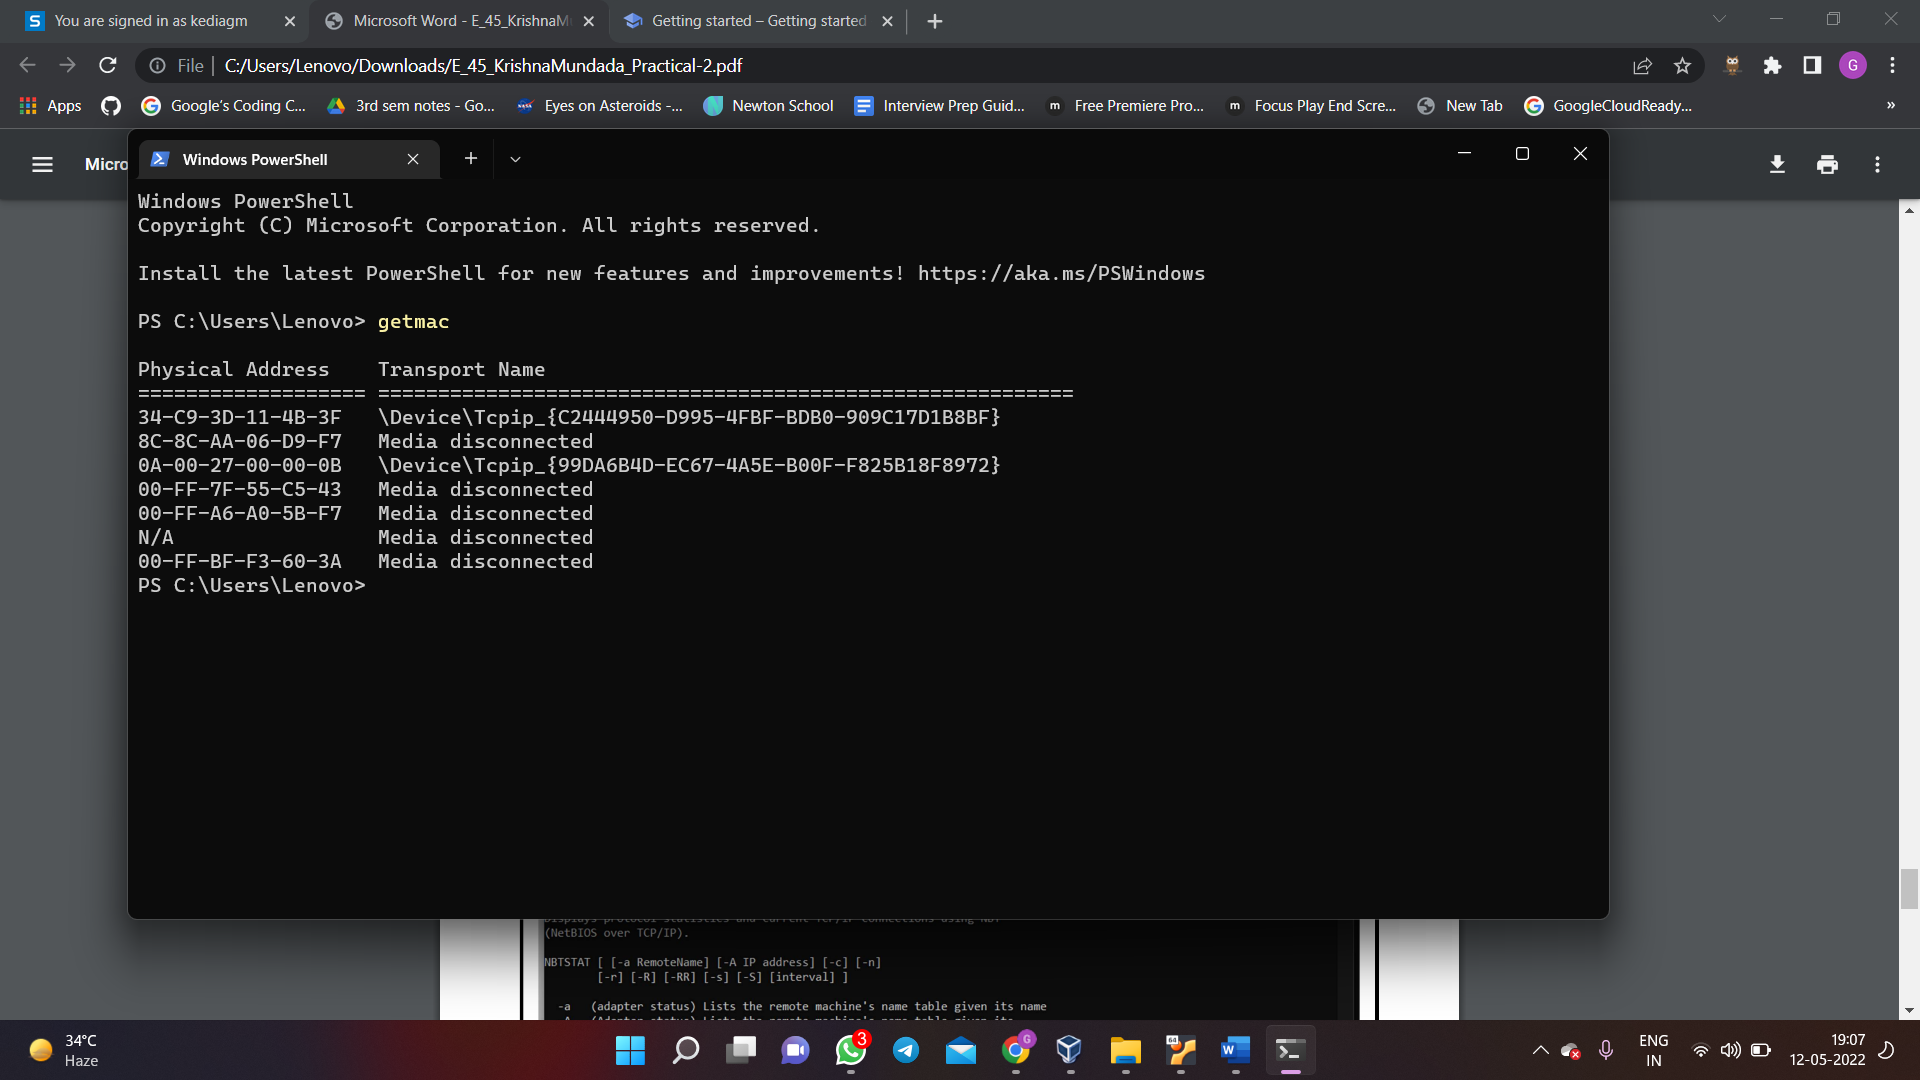 You are signed in as kediagm
Microsoft Word - E_45_KrishnaM
Getting started – Getting started
File
C:/Users/Lenovo/Downloads/E_45_KrishnaMundada_Practical-2.pdf
G
Apps
Google's Coding C...
3rd sem notes - Go...
Eyes on Asteroids -...
Newton School
Interview Prep Guid...
Free Premiere Pro...
Focus Play End Scre...
New Tab
GoogleCloudReady...
»
Micro
Windows PowerShell
Windows PowerShell
Copyright (C) Microsoft Corporation. All rights reserved.
Install the latest PowerShell for new features and improvements! https://aka.ms/PSWindows
PS C:\Users\Lenovo> getmac
Physical Address    Transport Name
=================== ==========================================================
34-C9-3D-11-4B-3F   \Device\Tcpip_{C2444950-D995-4FBF-BDB0-909C17D1B8BF}
8C-8C-AA-06-D9-F7   Media disconnected
0A-00-27-00-00-0B   \Device\Tcpip_{99DA6B4D-EC67-4A5E-B00F-F825B18F8972}
00-FF-7F-55-C5-43   Media disconnected
00-FF-A6-A0-5B-F7   Media disconnected
N/A                 Media disconnected
00-FF-BF-F3-60-3A   Media disconnected
PS C:\Users\Lenovo>
(NetBIOS over TCP/IP).
NBTSTAT [ [-a RemoteName] [-A IP address] [-c] [-n]
[-r] [-R] [-RR] [-s] [-S] [interval] ]
-a   (adapter status) Lists the remote machine's name table given its name
34°C
Haze
3
G
64
ENG
IN
19:07
12-05-2022